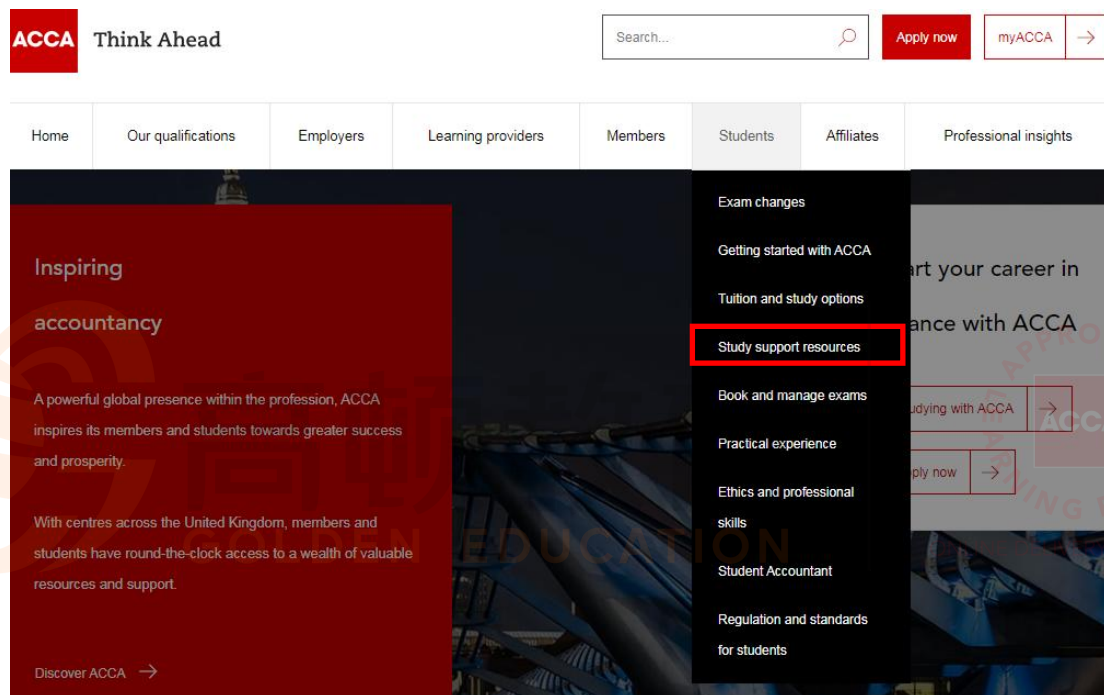 ACCA Think Ahead
Search...
Apply now
myACCA
Home
Our qualifications
Employers
Learning providers
Members
Students
Affiliates
Professional insights
Exam changes
Getting started with ACCA
Tuition and study options
Study support resources
Book and manage exams
Practical experience
Ethics and professional
skills
Student Accountant
Regulation and standards
for students
Inspiring
accountancy
A powerful global presence within the profession, ACCA
inspires its members and students towards greater success
and prosperity.
With centres across the United Kingdom, members and
students have round-the-clock access to a wealth of valuable
resources and support.
Discover ACCA
your career in
with ACCA
with ACCA
now
高顿
GOLDEN EDUCATION
ACCA